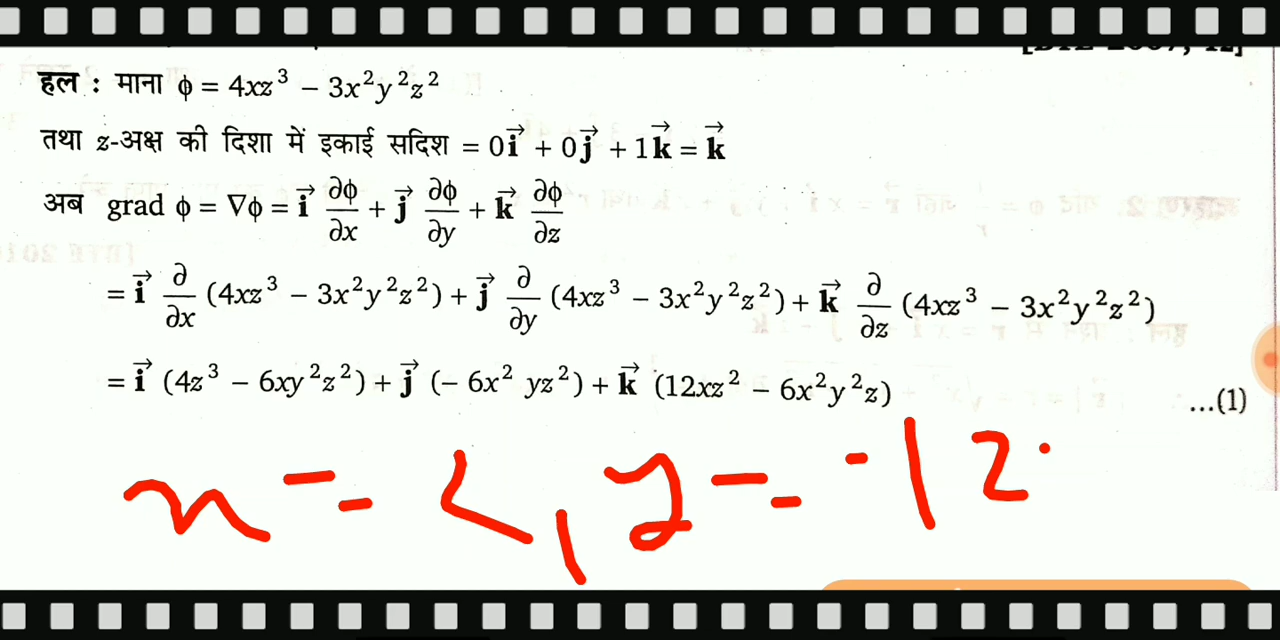 हल : माना ϕ = 4xz³ − 3x²y²z²
तथा z-अक्ष की दिशा में इकाई सदिश = 0i⃗ + 0j⃗ + 1k⃗ = k⃗
अब grad ϕ = ∇ϕ = i⃗ ∂ϕ/∂x + j⃗ ∂ϕ/∂y + k⃗ ∂ϕ/∂z
= i⃗ ∂/∂x (4xz³ − 3x²y²z²) + j⃗ ∂/∂y (4xz³ − 3x²y²z²) + k⃗ ∂/∂z (4xz³ − 3x²y²z²)
= i⃗ (4z³ − 6xy²z²) + j⃗ (− 6x² yz²) + k⃗ (12xz² − 6x²y²z) ...(1)
y = -1 z